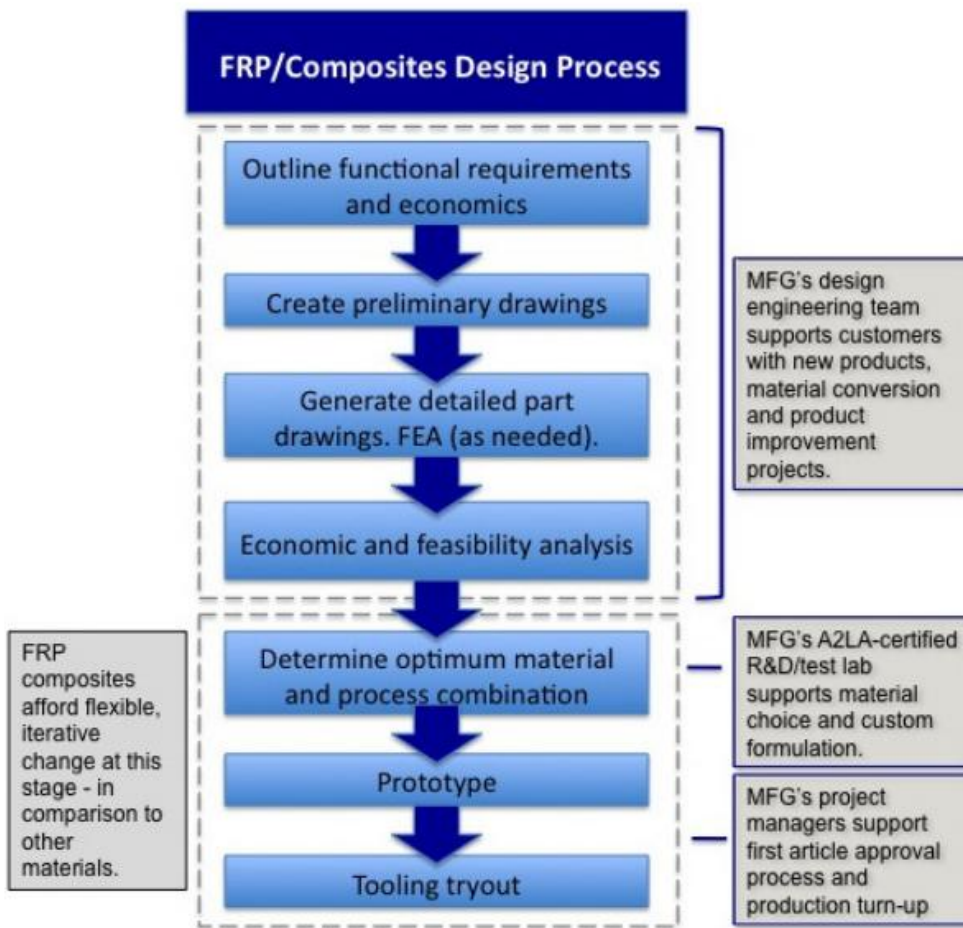 FRP/Composites Design Process
Outline functional requirements
and economics
Create preliminary drawings
Generate detailed part
drawings. FEA (as needed).
Economic and feasibility analysis
MFG's design
engineering team
supports customers
with new products,
material conversion
and product
improvement
projects.
FRP
composites
afford flexible,
iterative
change at this
stage - in
comparison to
other
materials.
Determine optimum material
and process combination
Prototype
Tooling tryout
MFG's A2LA-certified
R&D/test lab
supports material
choice and custom
formulation.
MFG's project
managers support
first article approval
process and
production turn-up